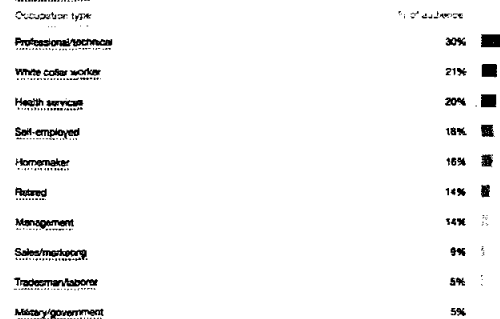 Occupation type % of audience
Professional/technical 30%
White collar worker 21%
Health services 20%
Self-employed 18%
Homemaker 16%
Retired 14%
Management 14%
Sales/marketing 9%
Tradesman/laborer 5%
Military/government 5%